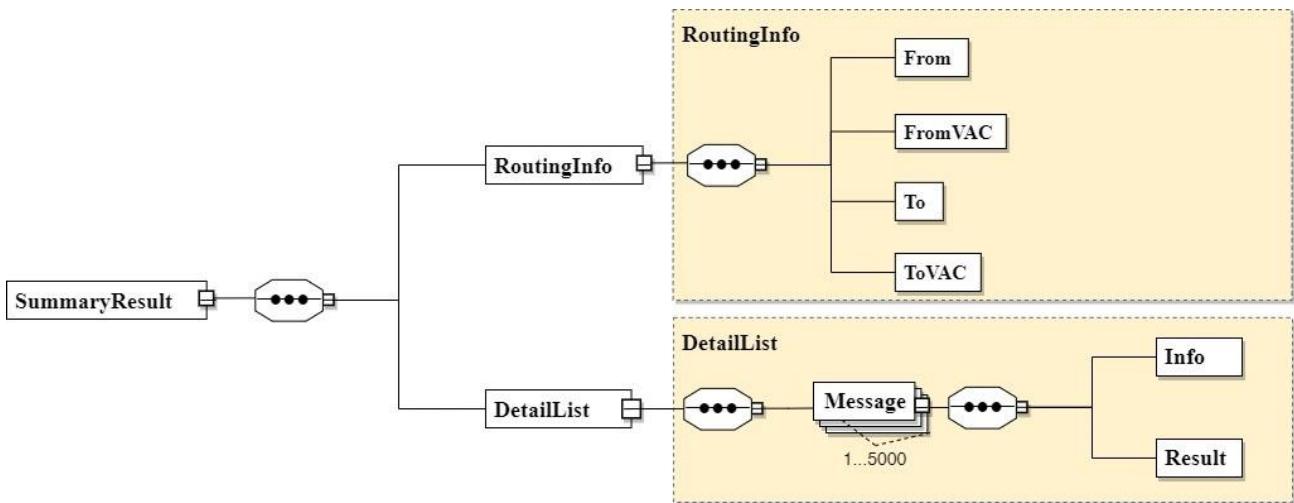 RoutingInfo
From
FromVAC
RoutingInfo
To
ToVAC
SummaryResult
DetailList
Info
Message
DetailList
1...5000
Result